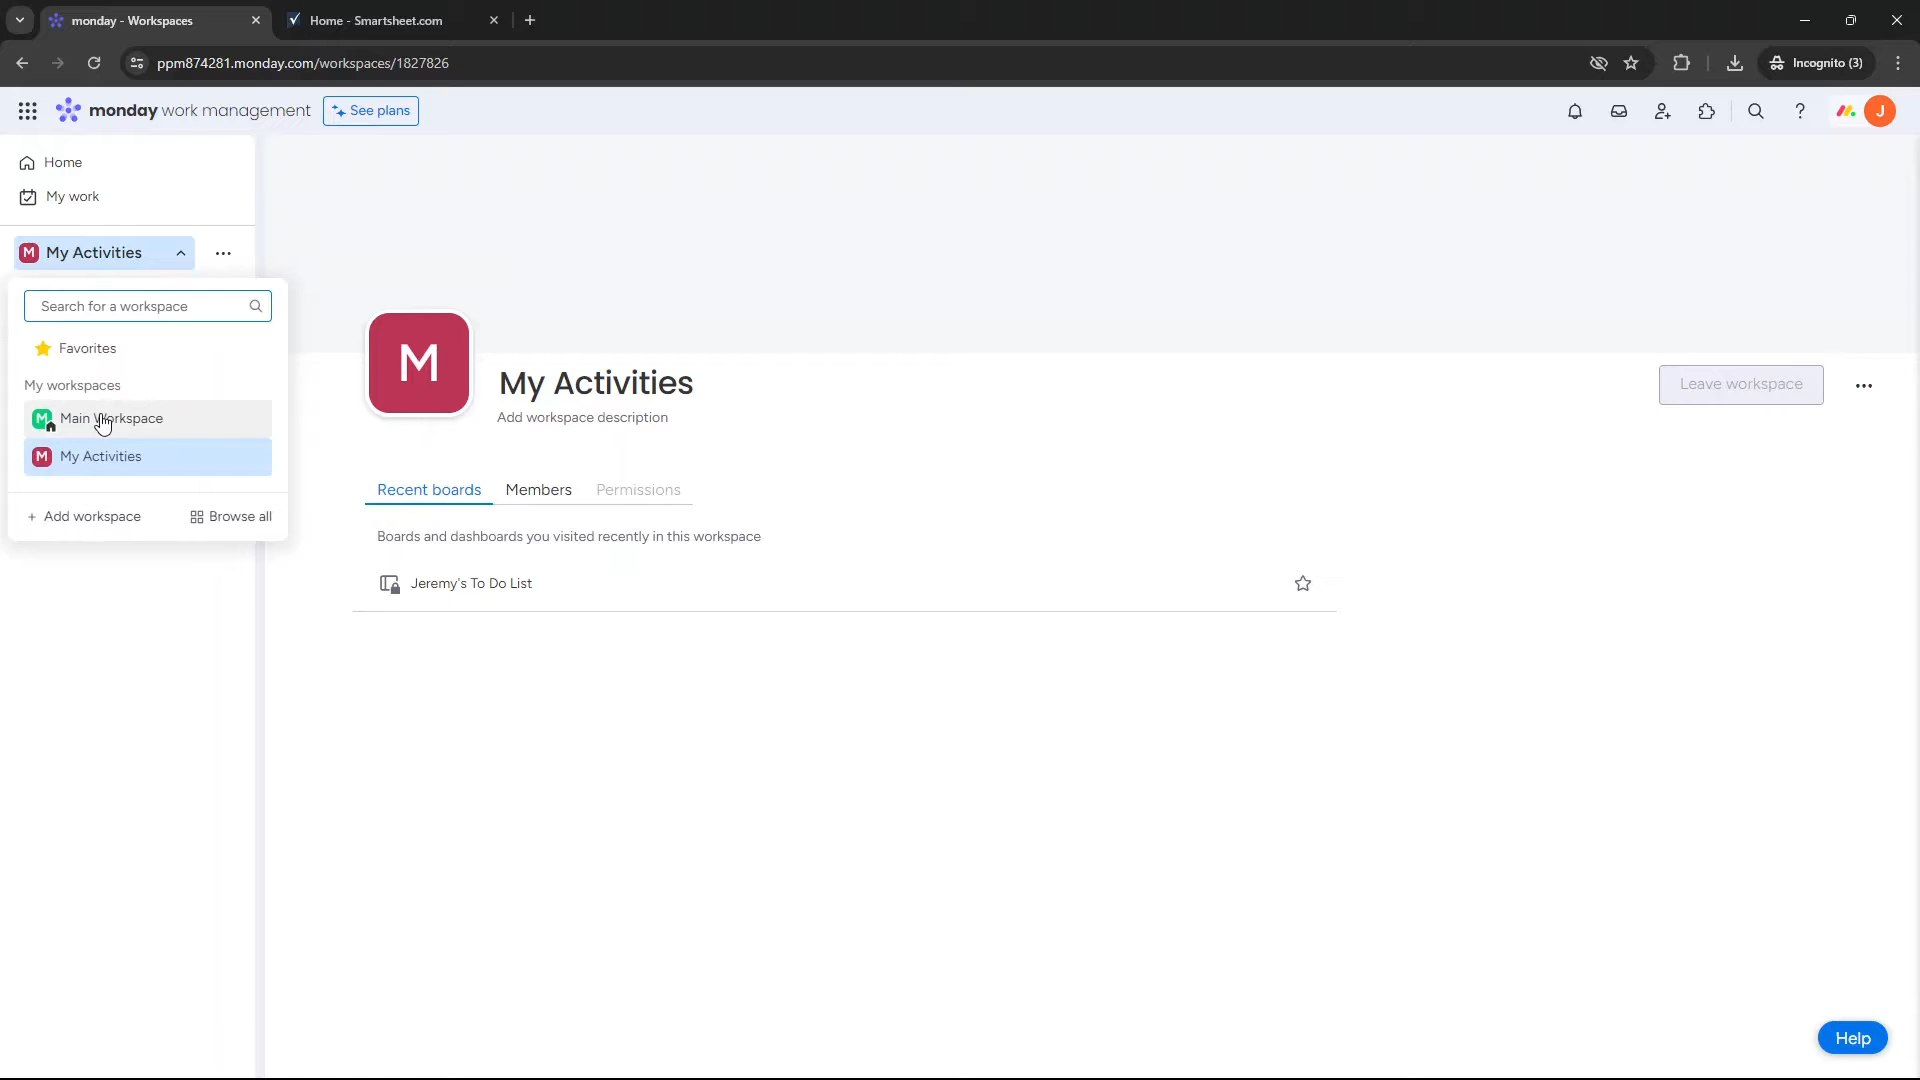 monday - Workspaces
Home - Smartsheet.com
ppm874281.monday.com/workspaces/1827826
Incognito (3)
monday work management
See plans
J
Home
My work
M My Activities
Search for a workspace
Favorites
My workspaces
M Main Workspace
M My Activities
+ Add workspace
Browse all
M
My Activities
Add workspace description
Leave workspace
Recent boards
Members
Permissions
Boards and dashboards you visited recently in this workspace
Jeremy's To Do List
Help